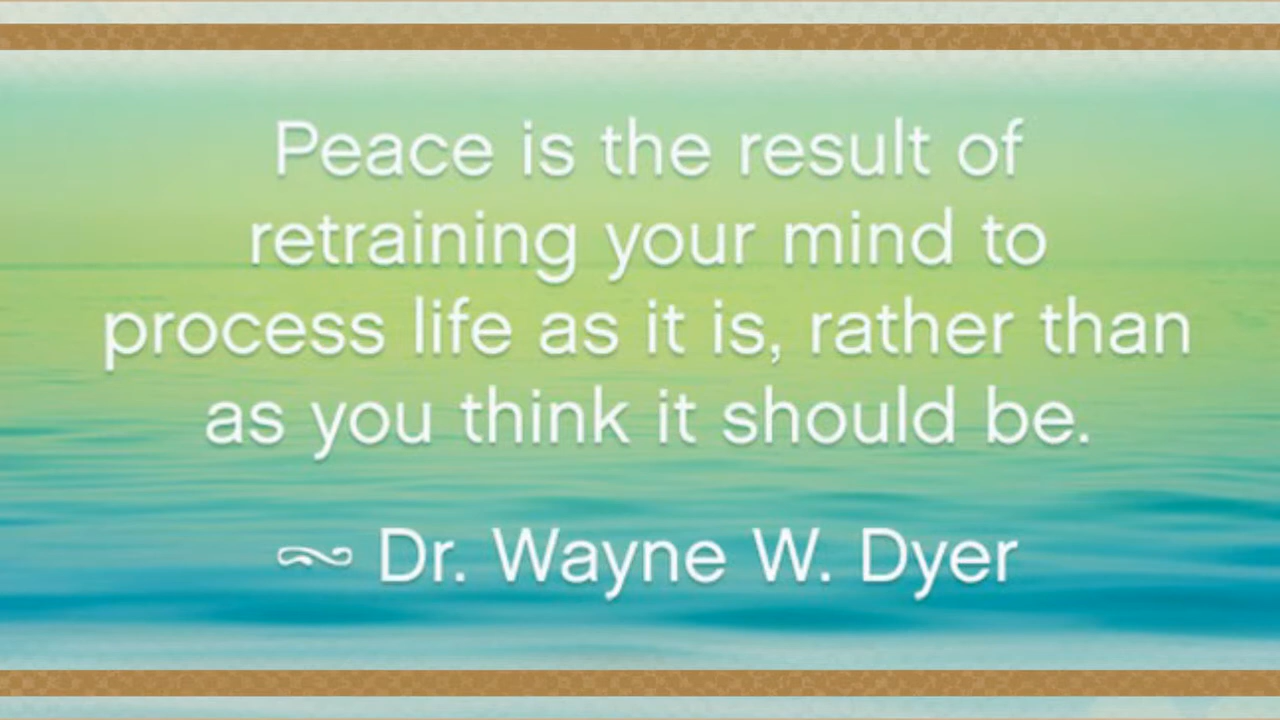 Peace is the result of
retraining your mind to
process life as it is, rather than
as you think it should be.
~ Dr. Wayne W. Dyer